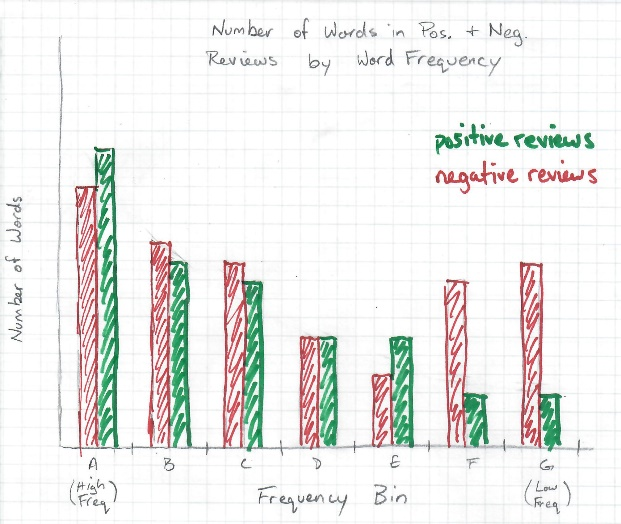 Number of Words in Pos. + Neg.
Reviews by Word Frequency
positive reviews
negative reviews
Number of Words
A B C D E F G
(High Freq) (Low Freq)
Frequency Bin